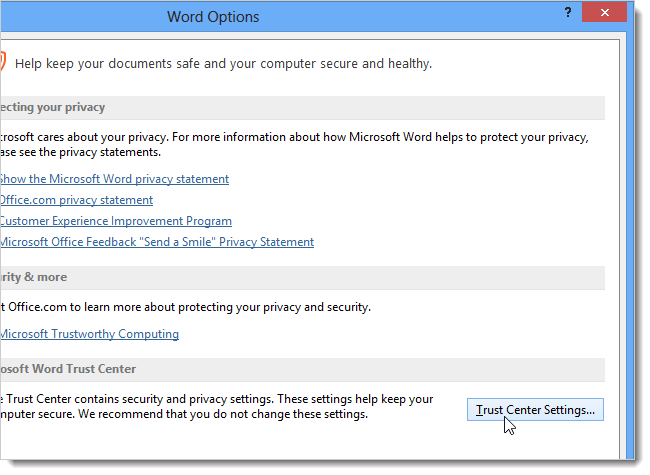 Word Options ? ×
Help keep your documents safe and your computer secure and healthy.
ecting your privacy
crosoft cares about your privacy. For more information about how Microsoft Word helps to protect your privacy,
ase see the privacy statements.
Show the Microsoft Word privacy statement
Office.com privacy statement
Customer Experience Improvement Program
Microsoft Office Feedback "Send a Smile" Privacy Statement
urity & more
t Office.com to learn more about protecting your privacy and security.
Microsoft Trustworthy Computing
osoft Word Trust Center
e Trust Center contains security and privacy settings. These settings help keep your
mputer secure. We recommend that you do not change these settings.
Trust Center Settings...